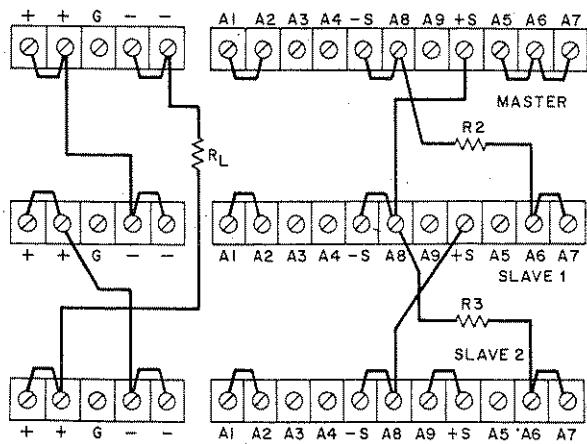 + + G − −
A1 A2 A3 A4 −S A8 A9 +S A5 A6 A7
MASTER
R2
RL
+ + G − −
A1 A2 A3 A4 −S A8 A9 +S A5 A6 A7
SLAVE 1
R3
SLAVE 2
+ + G − −
A1 A2 A3 A4 −S A8 A9 +S A5 A6 A7